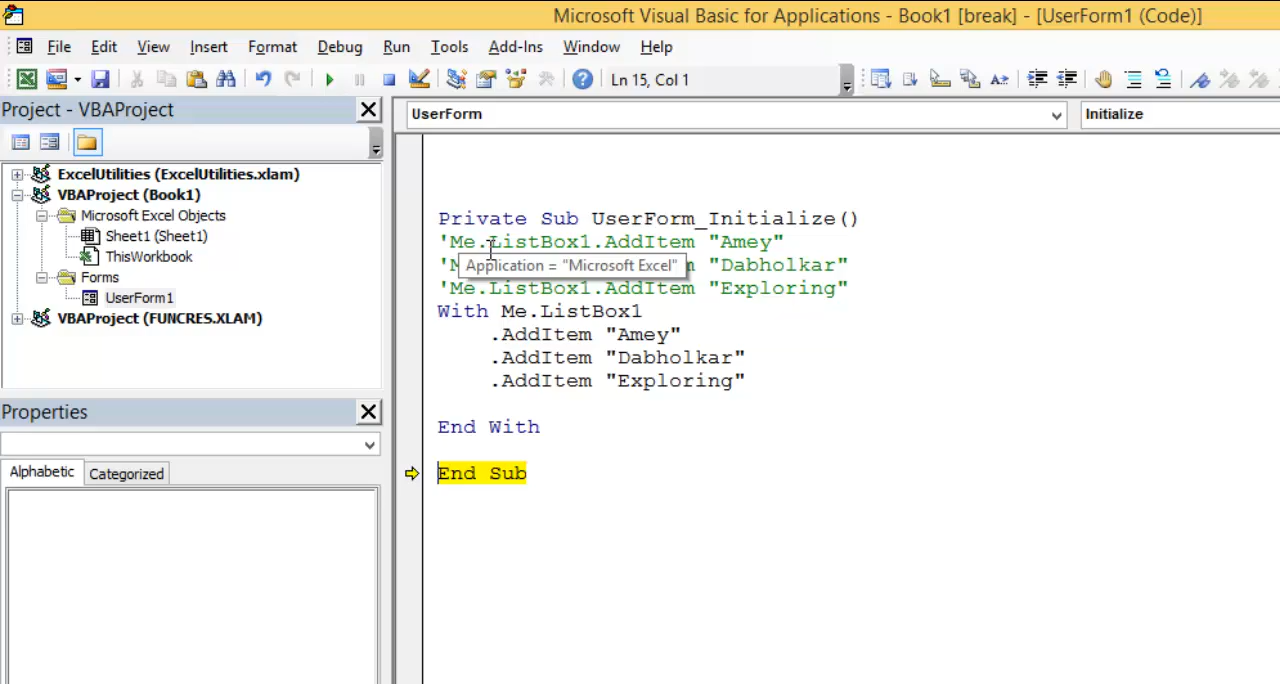 Microsoft Visual Basic for Applications - Book1 [break] - [UserForm1 (Code)]
File Edit View Insert Format Debug Run Tools Add-Ins Window Help
Ln 15, Col 1
Project - VBAProject
UserForm
Initialize
ExcelUtilities (ExcelUtilities.xlam)
VBAProject (Book1)
Microsoft Excel Objects
Sheet1 (Sheet1)
ThisWorkbook
Forms
UserForm1
VBAProject (FUNCRES.XLAM)
Properties
Alphabetic Categorized
Private Sub UserForm_Initialize()
'Me.ListBox1.AddItem "Amey"
Application = "Microsoft Excel"
"Dabholkar"
'Me.ListBox1.AddItem "Exploring"
With Me.ListBox1
.AddItem "Amey"
.AddItem "Dabholkar"
.AddItem "Exploring"
End With
End Sub